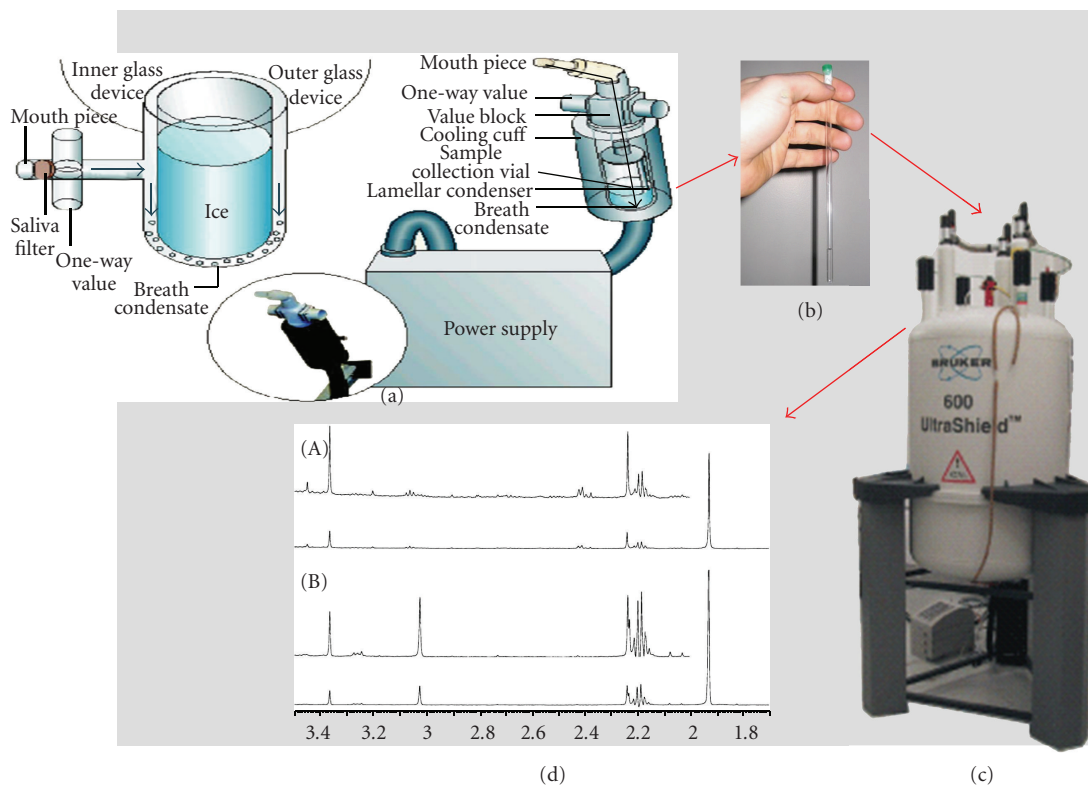 Inner glass
device
Outer glass
device
Mouth piece
Ice
Saliva
filter
One-way
value
Breath
condensate
Mouth piece
One-way value
Value block
Cooling cuff
Sample
collection vial
Lamellar condenser
Breath
condensate
Power supply
(a)
(b)
BRUKER
600
UltraShield™
(c)
(A)
(B)
3.4 3.2 3 2.8 2.6 2.4 2.2 2 1.8
(d)